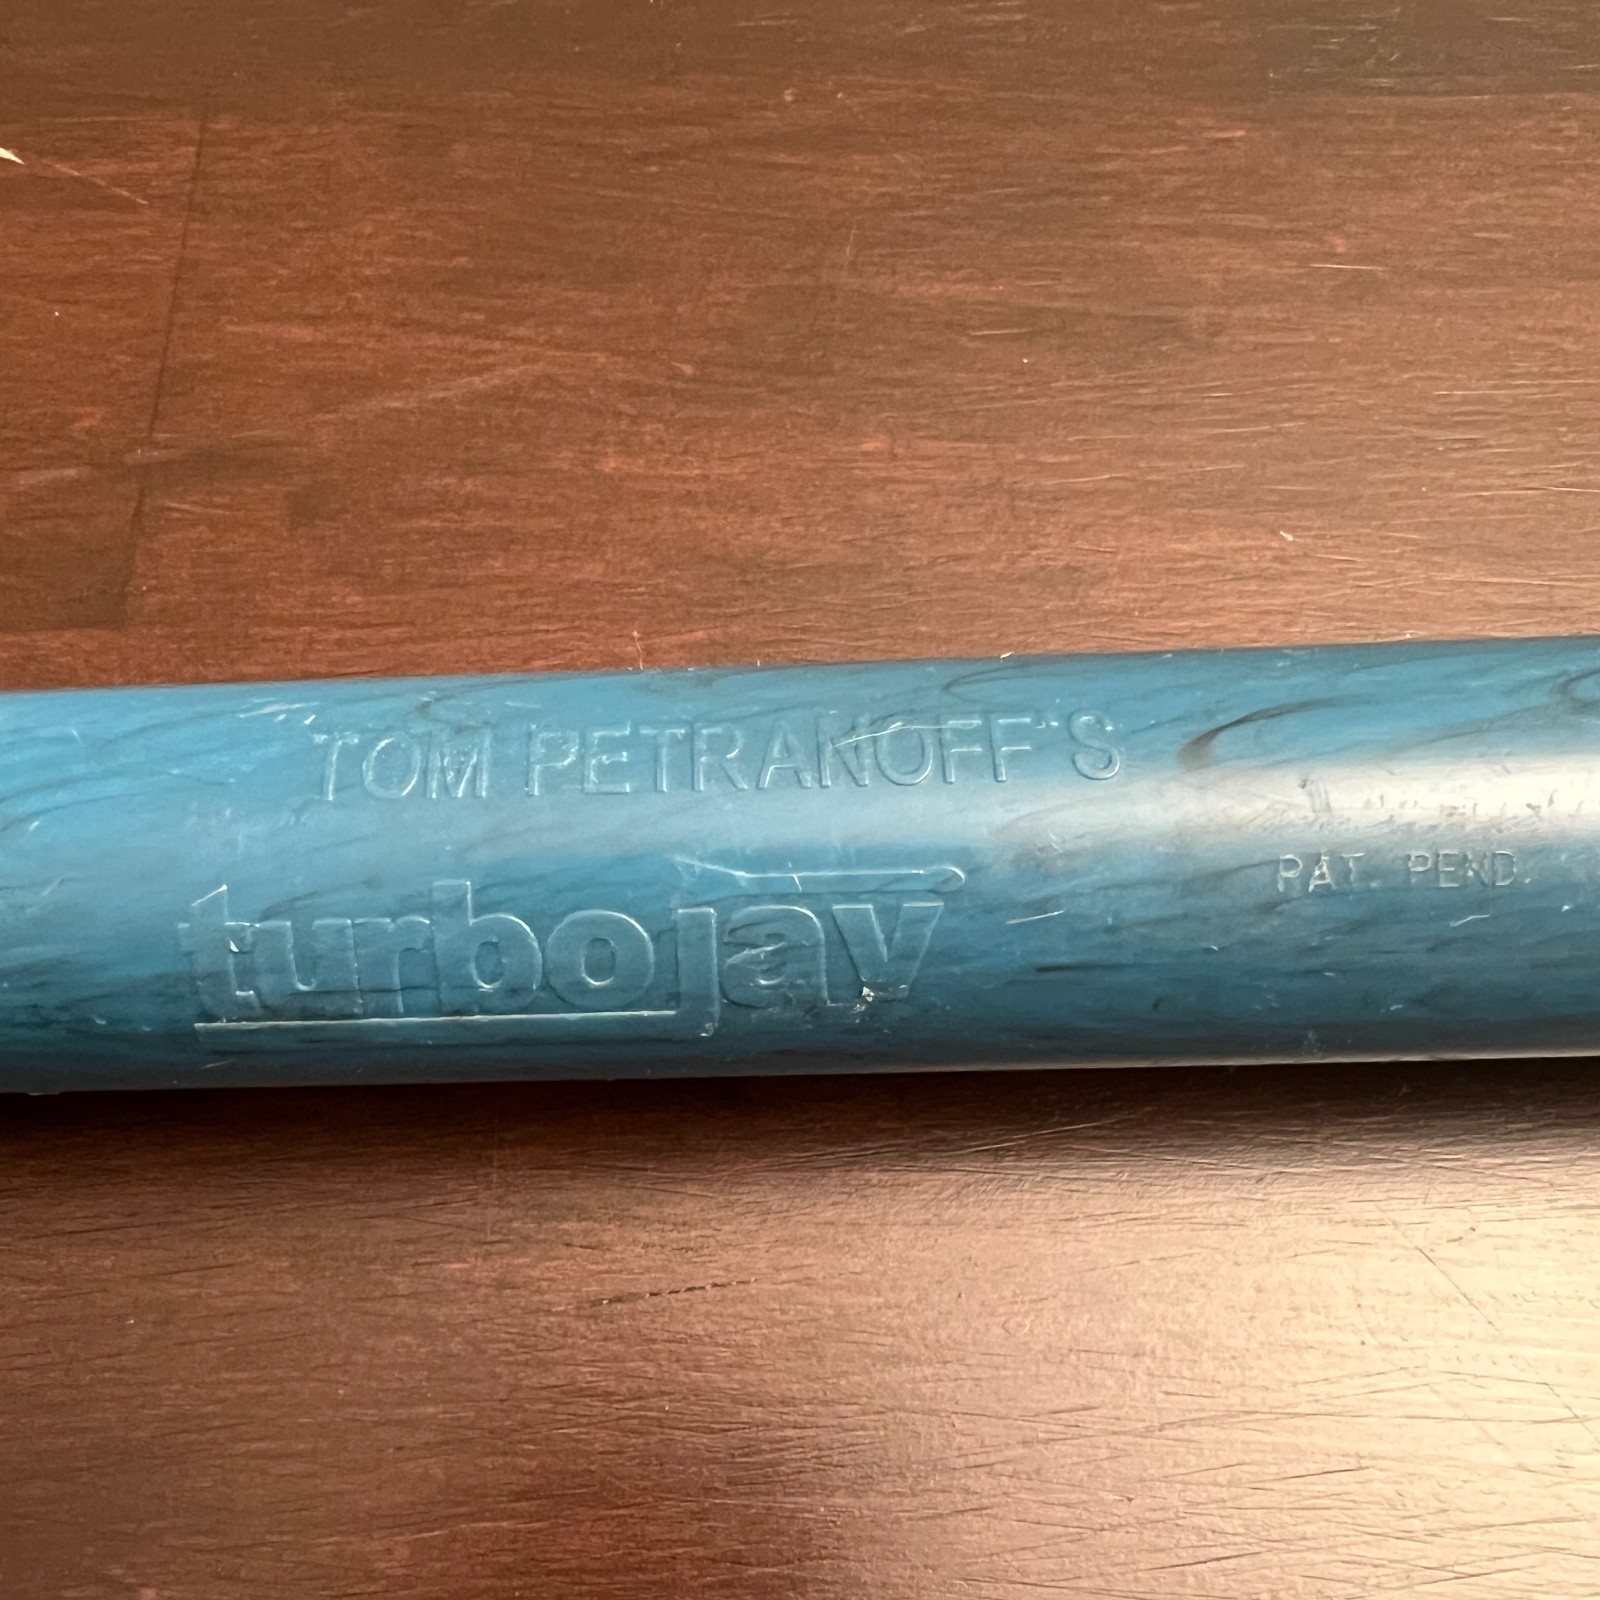 TOM PETRANOFF'S
turbojav
PAT. PEND.